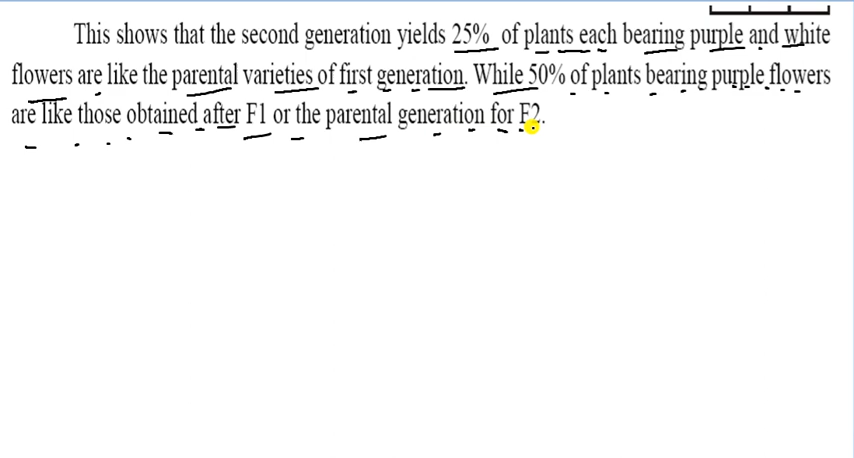 This shows that the second generation yields 25% of plants each bearing purple and white
flowers are like the parental varieties of first generation. While 50% of plants bearing purple flowers
are like those obtained after F1 or the parental generation for F2.